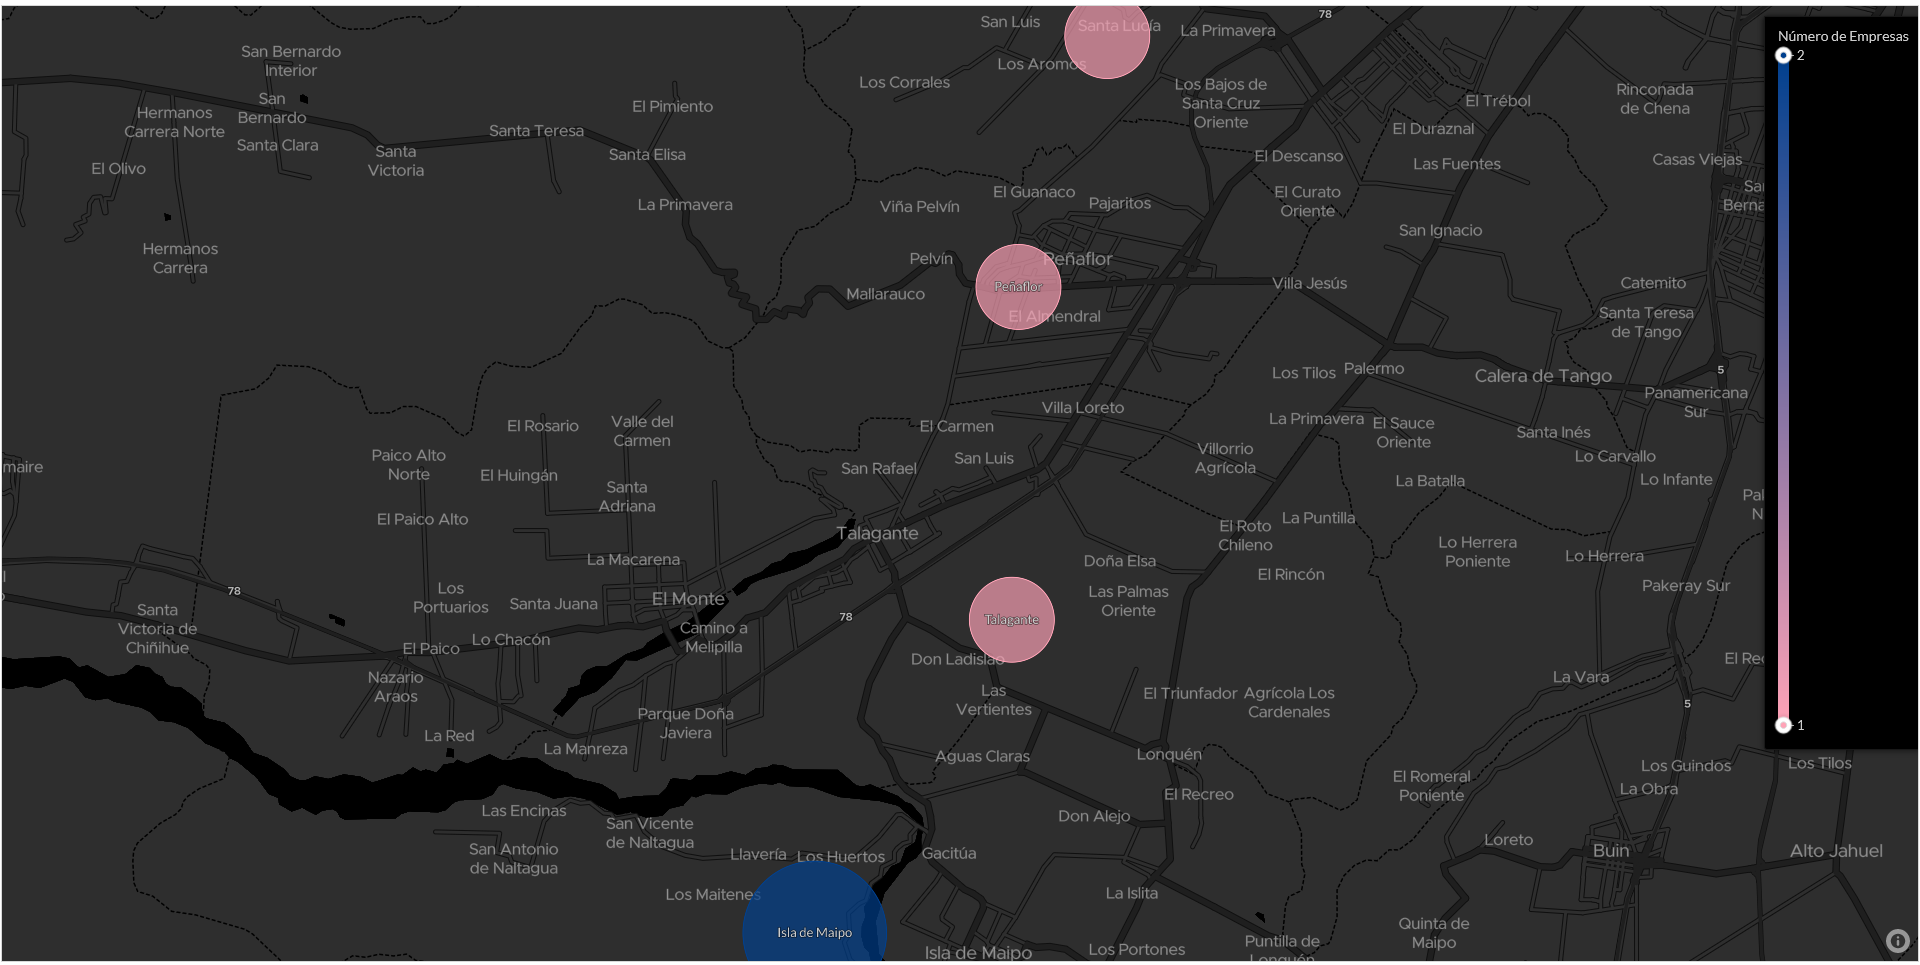 San Luis
Santa Lucía
La Primavera
78
Número de Empresas
2
San Bernardo
Interior
Los Aromos
Los Corrales
Los Bajos de
Santa Cruz
Oriente
El Trébol
Rinconada
de Chena
San
Bernardo
Hermanos
Carrera Norte
El Pimiento
Santa Teresa
El Duraznal
Santa Clara
Santa
Victoria
Santa Elisa
El Descanso
Las Fuentes
Casas Viejas
El Olivo
El Guanaco
El Curato
Oriente
Sa
Berna
La Primavera
Viña Pelvín
Pajaritos
San Ignacio
Hermanos
Carrera
Pelvín
Peñaflor
Peñaflor
Villa Jesús
Catemito
Mallarauco
El Almendral
Santa Teresa
de Tango
Los Tilos
Palermo
Calera de Tango
5
Panamericana
Sur
Villa Loreto
El Rosario
Valle del
Carmen
El Carmen
La Primavera
El Sauce
Oriente
Santa Inés
Paico Alto
Norte
El Huingán
San Rafael
San Luis
Villorrio
Agrícola
Lo Carvallo
maire
La Batalla
Lo Infante
Santa
Adriana
Pal
N
El Paico Alto
Talagante
El Roto
Chileno
La Puntilla
La Macarena
Doña Elsa
El Rincón
Lo Herrera
Poniente
Lo Herrera
78
Los
Portuarios
Santa Juana
El Monte
78
Talagante
Las Palmas
Oriente
Pakeray Sur
Santa
Victoria de
Chiñihue
El Paico
Lo Chacón
Camino a
Melipilla
Don Ladislao
El Rec
Nazario
Araos
Las
Vertientes
El Triunfador
Agrícola Los
Cardenales
La Vara
5
Parque Doña
Javiera
1
La Red
La Manreza
Aguas Claras
Lonquén
Los Guindos
Los Tilos
El Romeral
Poniente
La Obra
Las Encinas
El Recreo
San Vicente
de Naltagua
Don Alejo
San Antonio
de Naltagua
Llavería
Los Huertos
Gacitúa
Loreto
Buin
Alto Jahuel
Los Maitenes
La Islita
Isla de Maipo
Isla de Maipo
Los Portones
Puntilla de
Lonquén
Quinta de
Maipo